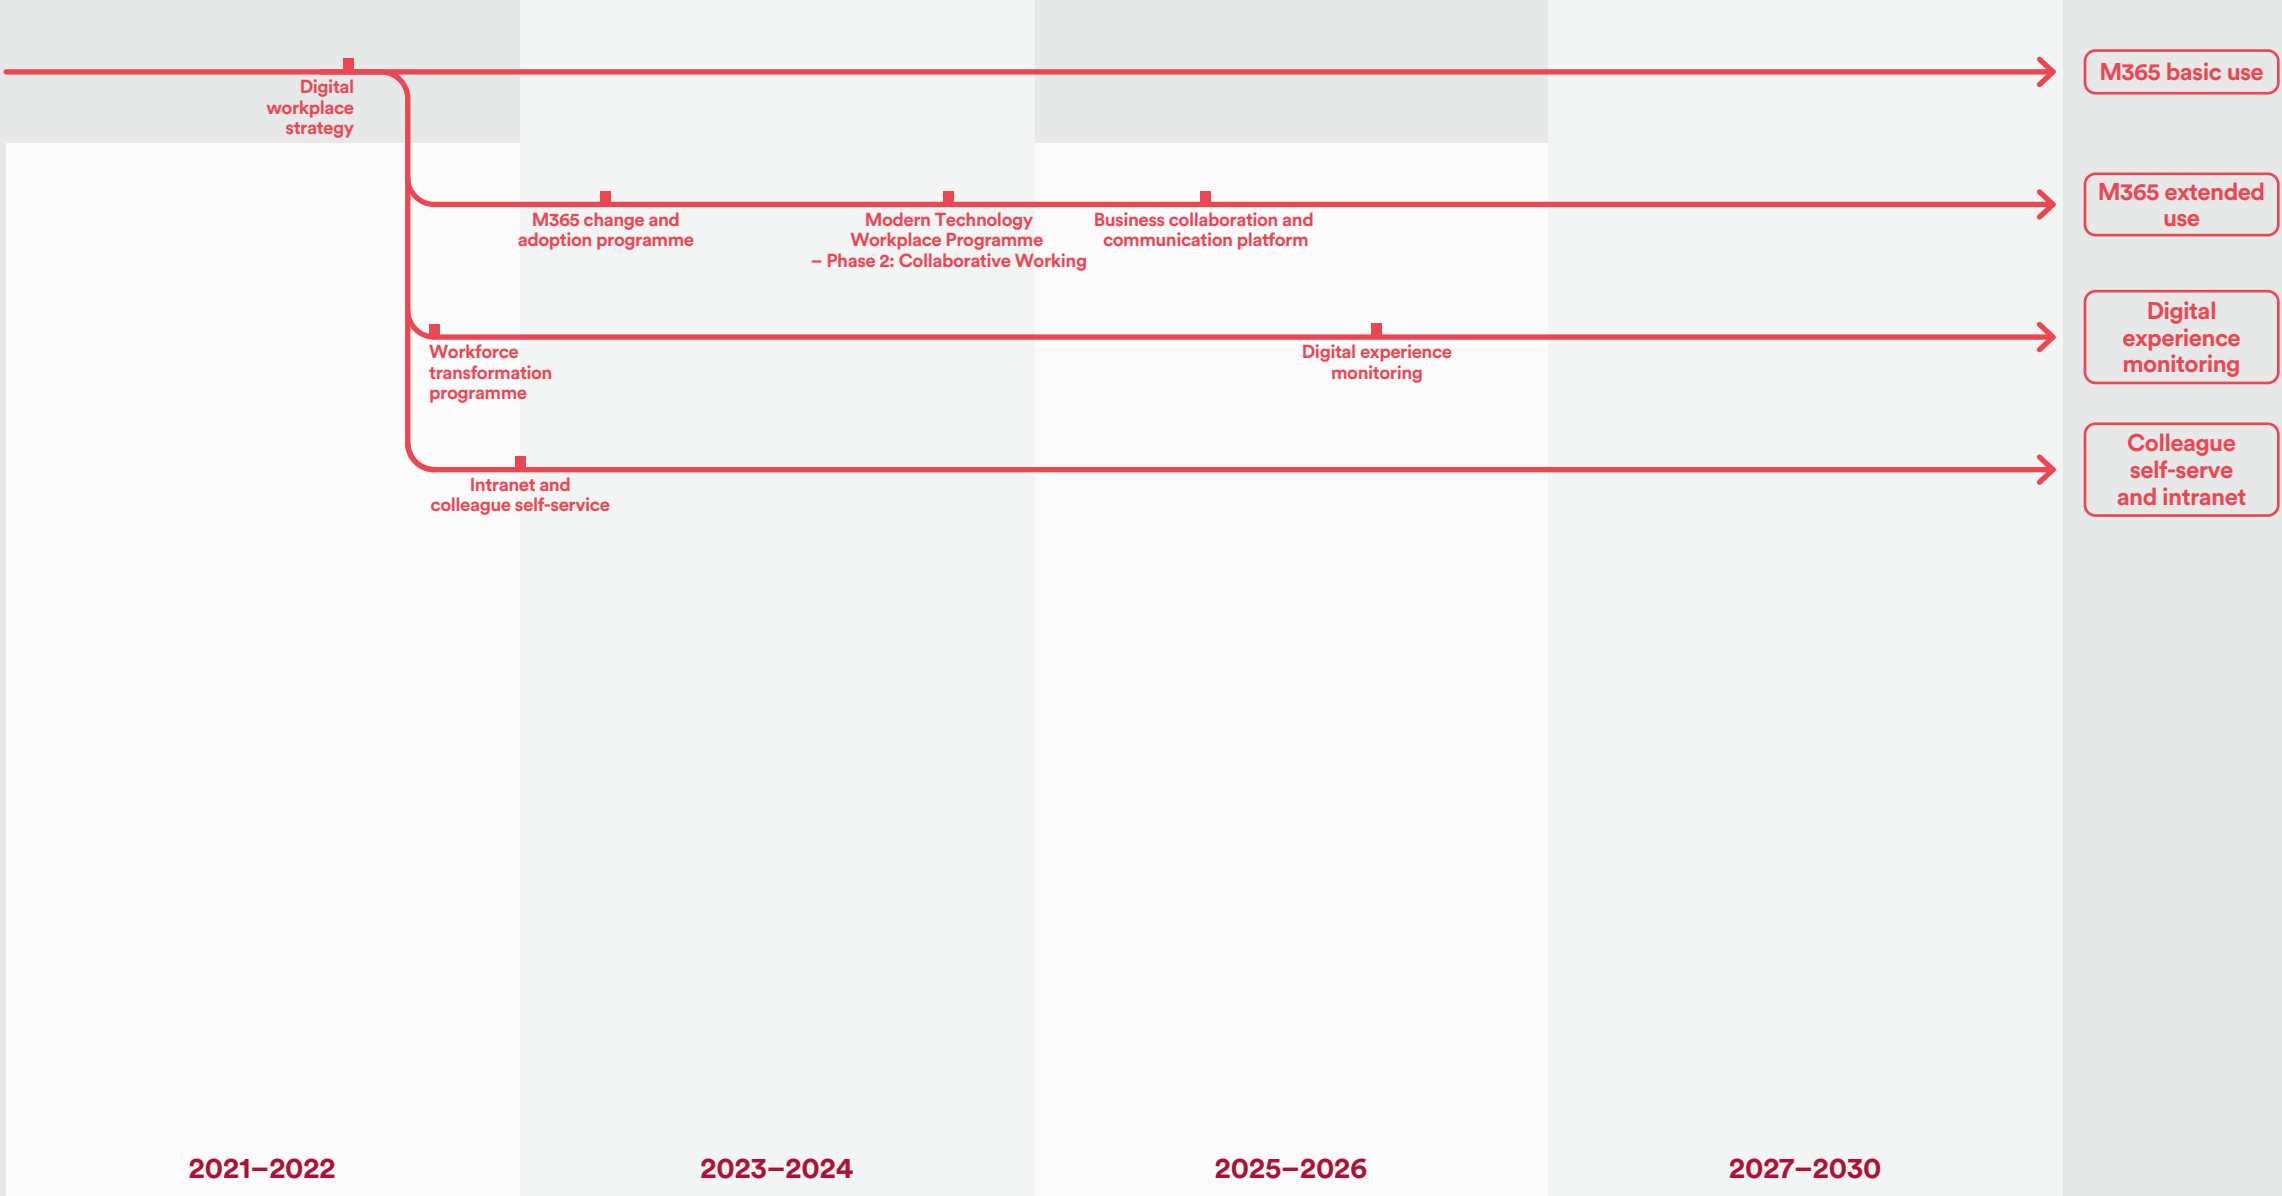 M365 basic use
Digital
workplace
strategy
M365 extended
use
M365 change and
adoption programme
Modern Technology
Workplace Programme
– Phase 2: Collaborative Working
Business collaboration and
communication platform
Digital
experience
monitoring
Workforce
transformation
programme
Digital experience
monitoring
Colleague
self-serve
and intranet
Intranet and
colleague self-service
2021–2022
2023–2024
2025–2026
2027–2030